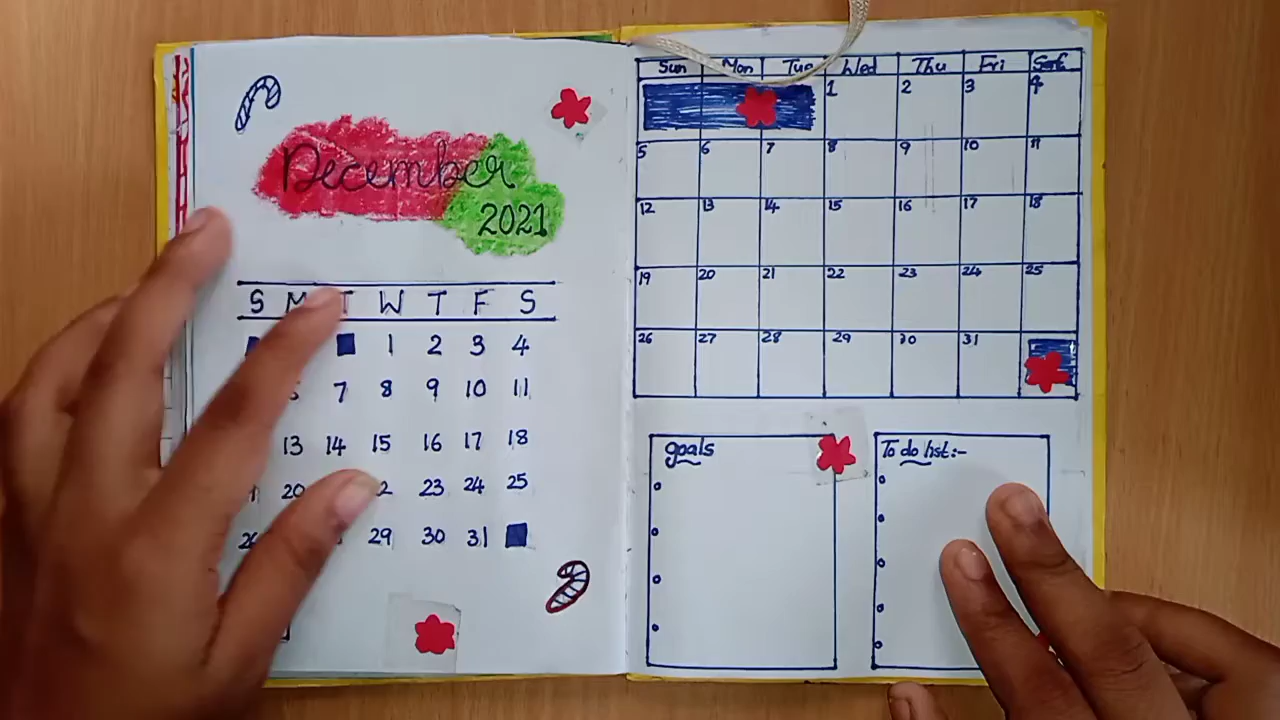 December
2021
S M T W T F S
1 2 3 4
7 8 9 10 11
13 14 15 16 17 18
20 23 24 25
29 30 31
Sun Mon Tue Wed Thu Fri Sat
1 2 3 4
5 6 7 8 9 10 11
12 13 14 15 16 17 18
19 20 21 22 23 24 25
26 27 28 29 30 31
goals
To do list:-